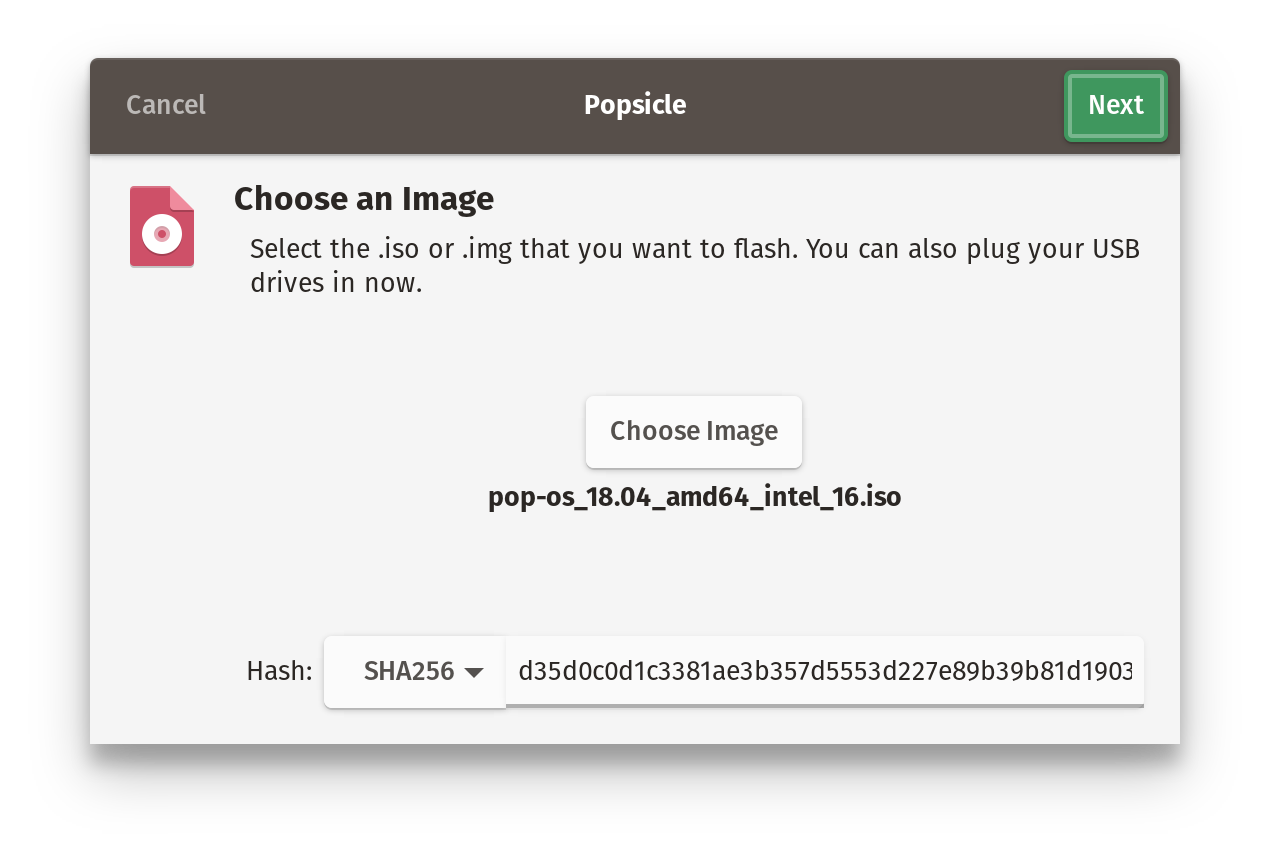 Cancel
Popsicle
Next
Choose an Image
Select the .iso or .img that you want to flash. You can also plug your USB
drives in now.
Choose Image
pop-os_18.04_amd64_intel_16.iso
Hash:
SHA256
d35d0c0d1c3381ae3b357d5553d227e89b39b81d1903